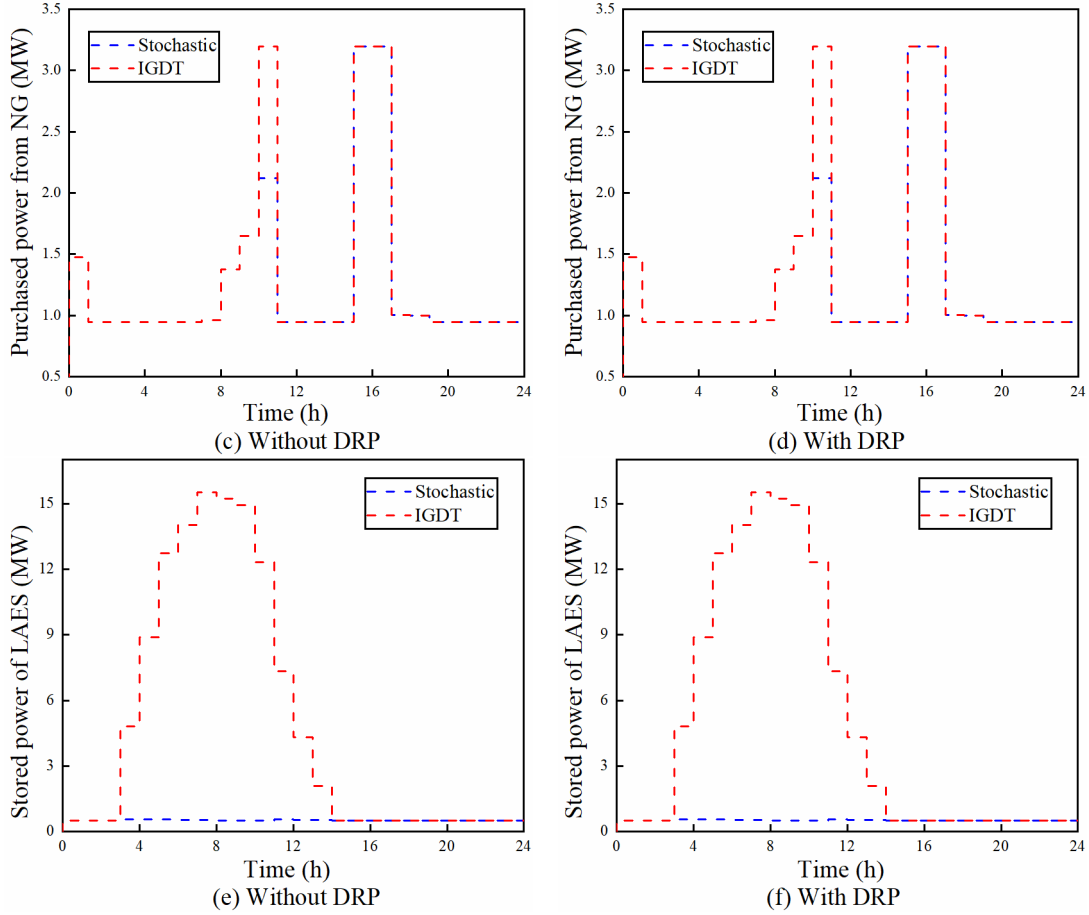 Purchased power from NG (MW)
3.5
3.0
2.5
2.0
1.5
1.0
0.5
Stochastic
IGDT
0 4 8 12 16 20 24
Time (h)
(c) Without DRP
Purchased power from NG (MW)
3.5
3.0
2.5
2.0
1.5
1.0
0.5
Stochastic
IGDT
0 4 8 12 16 20 24
Time (h)
(d) With DRP
Stored power of LAES (MW)
15
12
9
6
3
0
Stochastic
IGDT
0 4 8 12 16 20 24
Time (h)
(e) Without DRP
Stored power of LAES (MW)
15
12
9
6
3
0
Stochastic
IGDT
0 4 8 12 16 20 24
Time (h)
(f) With DRP